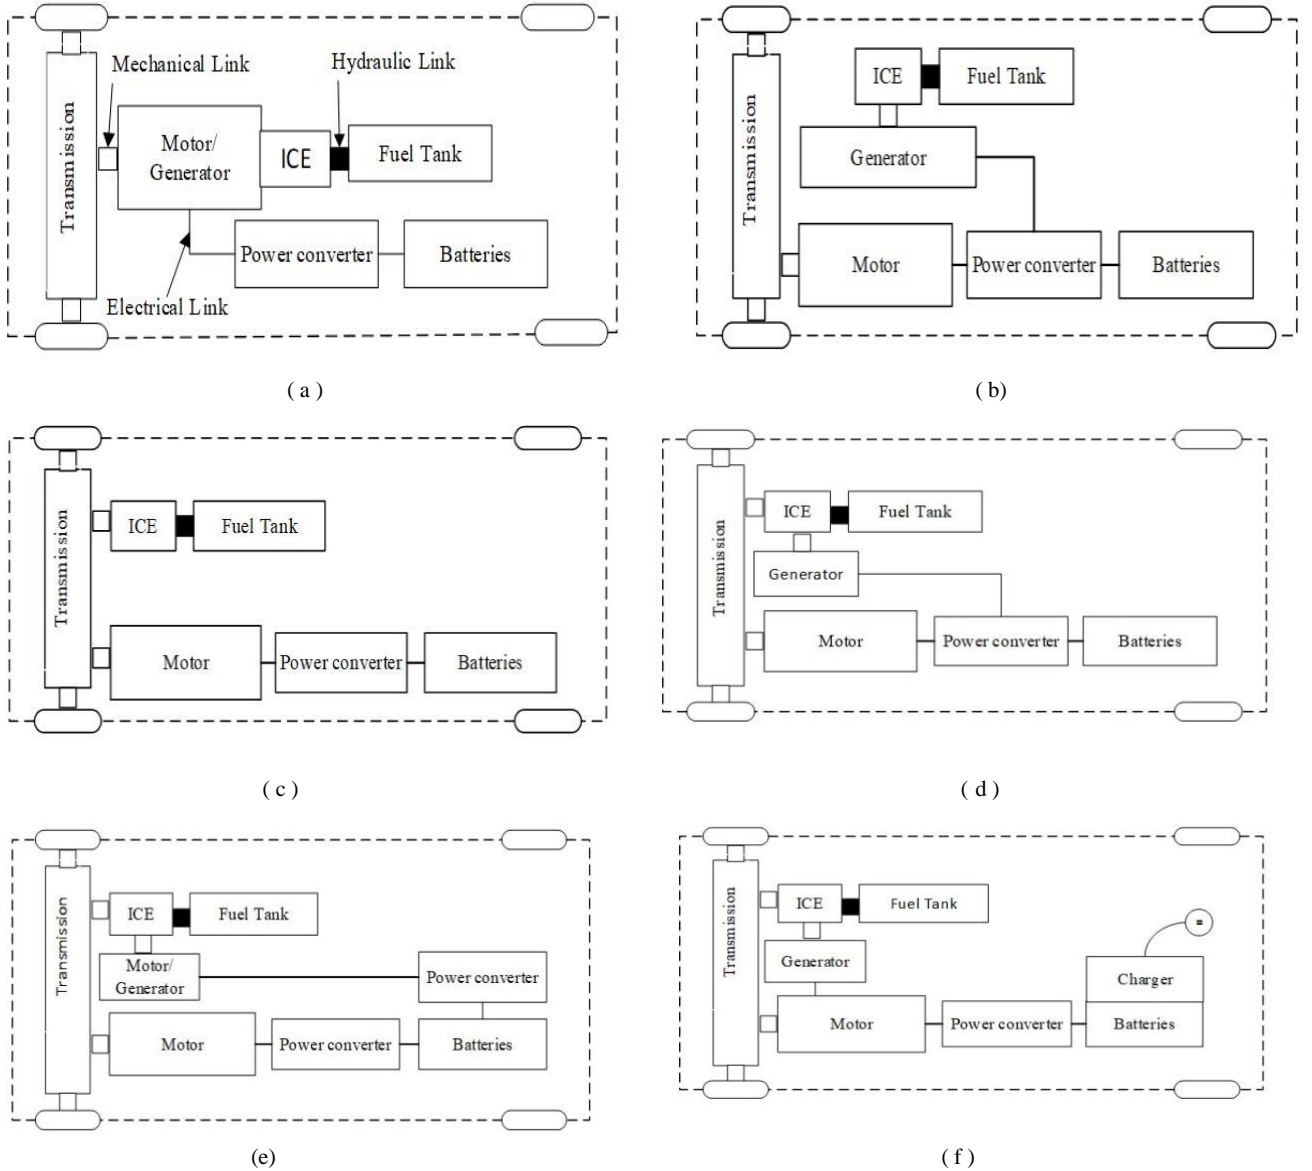 Mechanical Link
Hydraulic Link
Transmission
Motor/
Generator
ICE
Fuel Tank
Power converter
Batteries
Electrical Link
( a )
ICE
Fuel Tank
Transmission
Generator
Motor
Power converter
Batteries
( b)
Transmission
ICE
Fuel Tank
Motor
Power converter
Batteries
( c )
Transmission
ICE
Fuel Tank
Generator
Motor
Power converter
Batteries
( d )
Transmission
ICE
Fuel Tank
Motor/
Generator
Power converter
Motor
Power converter
Batteries
(e)
Transmission
ICE
Fuel Tank
Generator
Charger
Motor
Power converter
Batteries
( f )